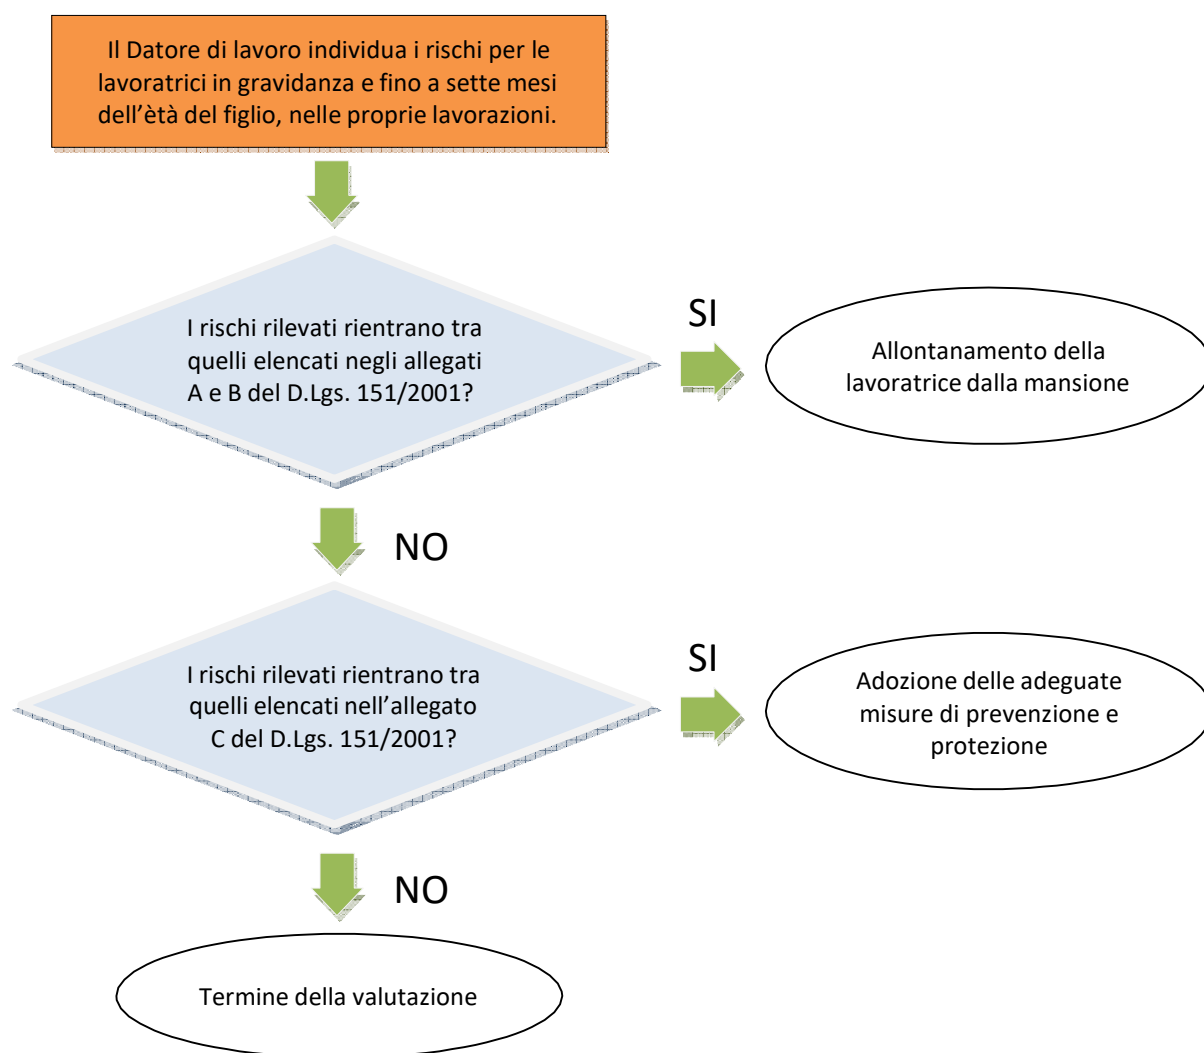 Il Datore di lavoro individua i rischi per le
lavoratrici in gravidanza e fino a sette mesi
dell’ètà del figlio, nelle proprie lavorazioni.
I rischi rilevati rientrano tra
quelli elencati negli allegati
A e B del D.Lgs. 151/2001?
SI
Allontanamento della
lavoratrice dalla mansione
NO
I rischi rilevati rientrano tra
quelli elencati nell’allegato
C del D.Lgs. 151/2001?
SI
Adozione delle adeguate
misure di prevenzione e
protezione
NO
Termine della valutazione